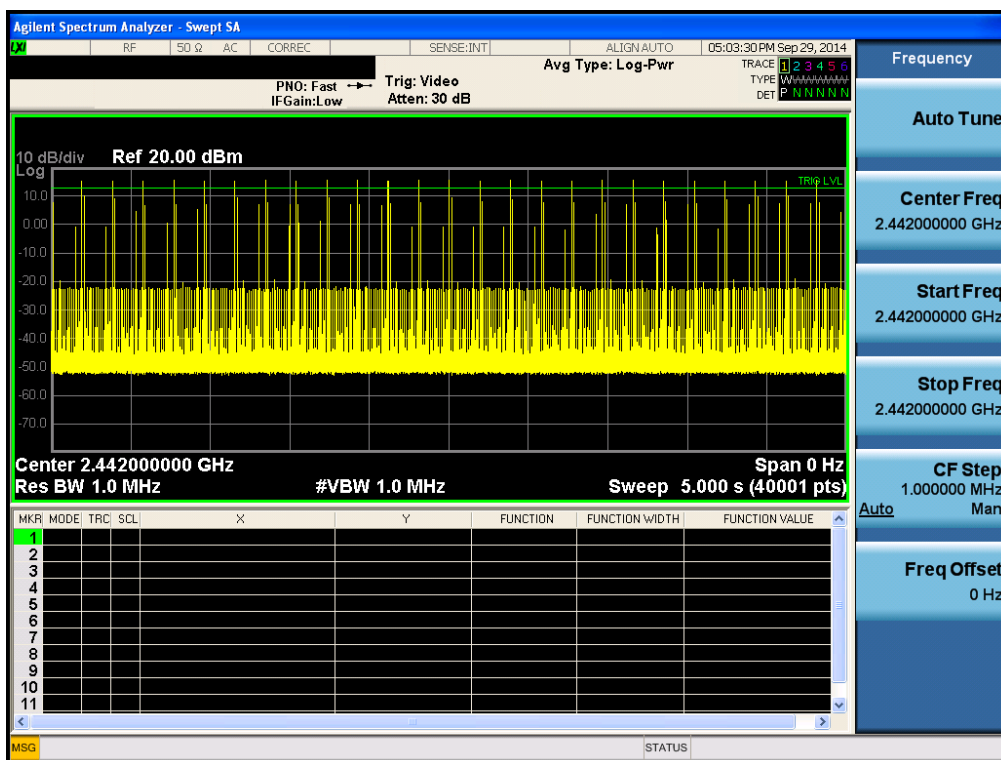 Agilent Spectrum Analyzer - Swept SA
LXI RF 50 Ω AC CORREC SENSE:INT ALIGN AUTO 05:03:30 PM Sep 29, 2014
PNO: Fast
IFGain:Low
Trig: Video
Atten: 30 dB
Avg Type: Log-Pwr
TRACE 1 2 3 4 5 6
TYPE
DET P N N N N N
10 dB/div Ref 20.00 dBm
Log
TRIG LVL
10.0
0.00
-10.0
-20.0
-30.0
-40.0
-50.0
-60.0
-70.0
Center 2.442000000 GHz Span 0 Hz
Res BW 1.0 MHz #VBW 1.0 MHz Sweep 5.000 s (40001 pts)
MKR MODE TRC SCL X Y FUNCTION FUNCTION WIDTH FUNCTION VALUE
1
2
3
4
5
6
7
8
9
10
11
MSG STATUS
Frequency
Auto Tune
Center Freq
2.442000000 GHz
Start Freq
2.442000000 GHz
Stop Freq
2.442000000 GHz
CF Step
1.000000 MHz
Auto Man
Freq Offset
0 Hz